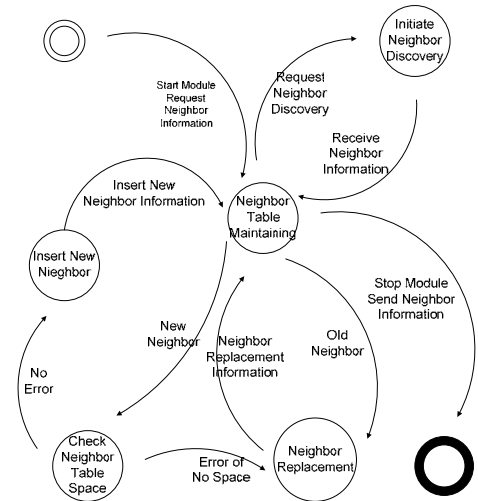 Initiate
Neighbor
Discovery
Start Module
Request
Neighbor
Information
Request
Neighbor
Discovery
Receive
Neighbor
Information
Insert New
Neighbor Information
Neighbor
Table
Maintaining
Insert New
Nieghbor
Stop Module
Send Neighbor
Information
New
Neighbor
Neighbor
Replacement
Information
Old
Neighbor
No
Error
Check
Neighbor
Table
Space
Error of
No Space
Neighbor
Replacement